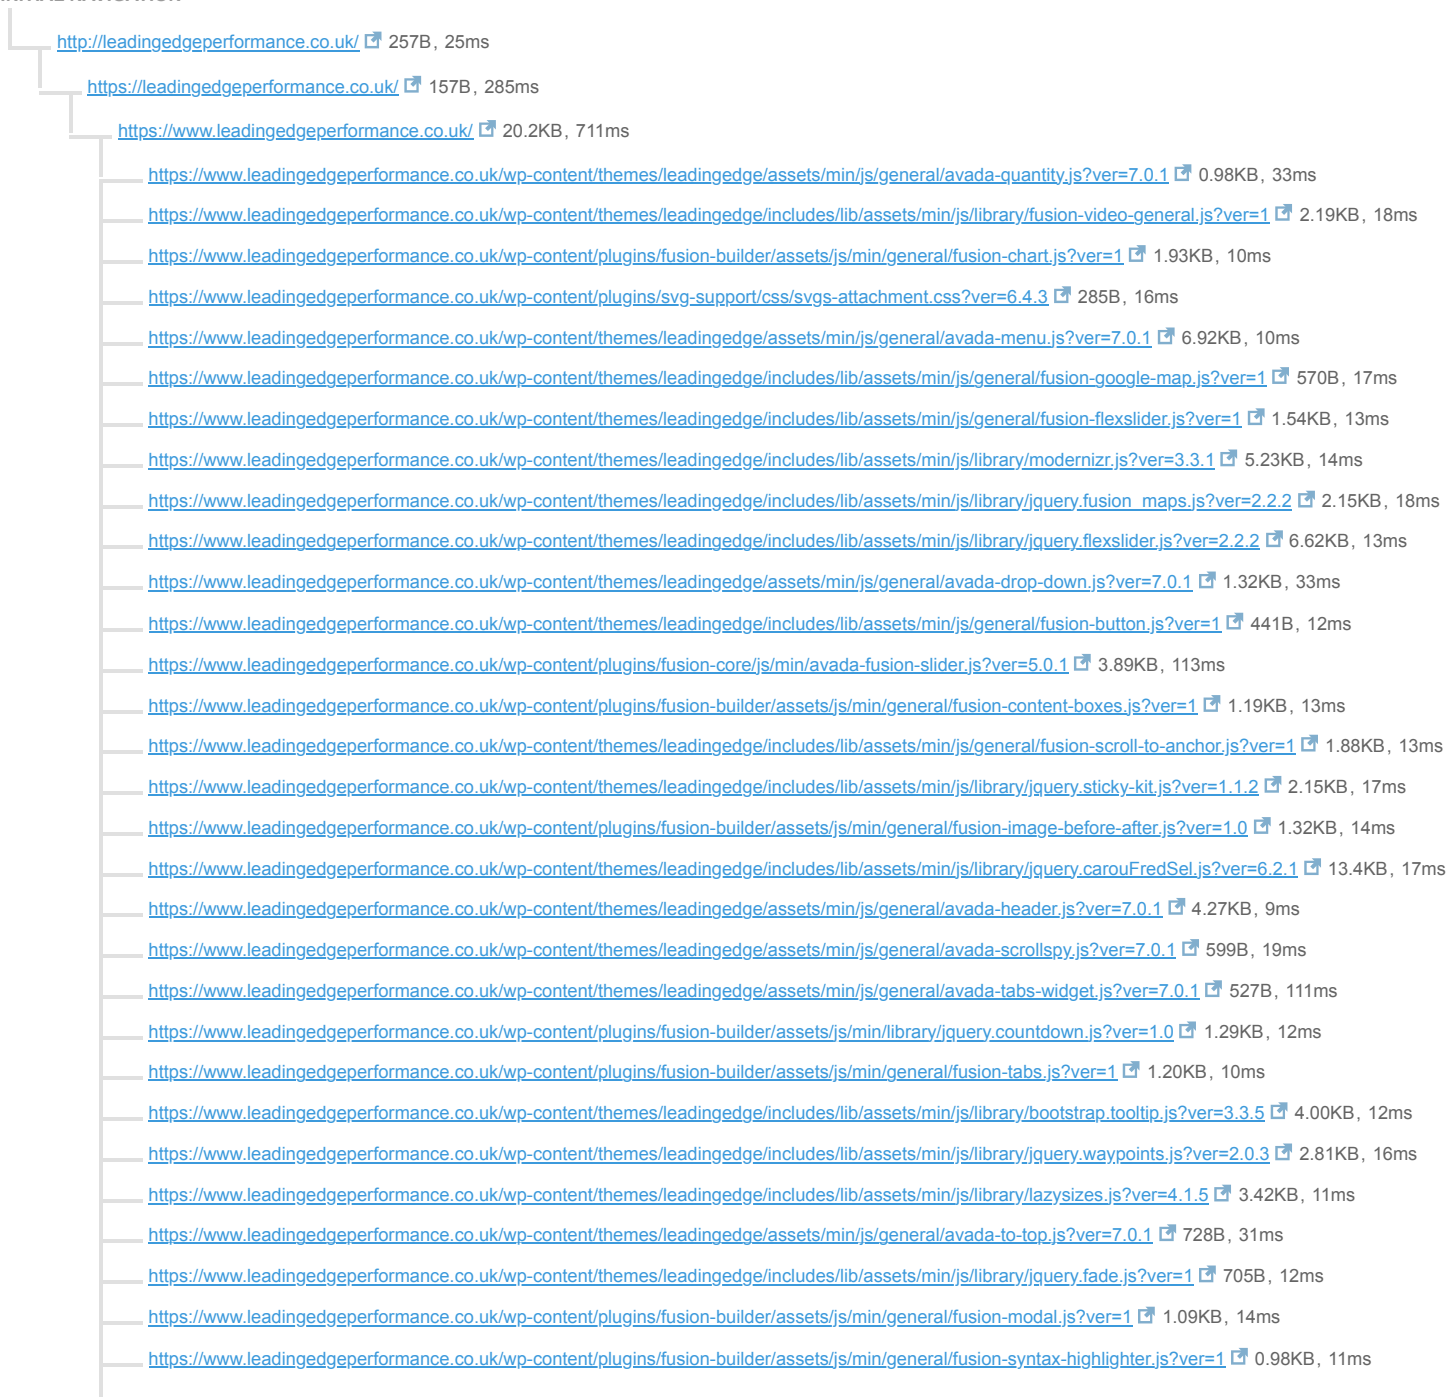 http://leadingedgeperformance.co.uk/ 257B, 25ms
https://leadingedgeperformance.co.uk/ 157B, 285ms
https://www.leadingedgeperformance.co.uk/ 20.2KB, 711ms
https://www.leadingedgeperformance.co.uk/wp-content/themes/leadingedge/assets/min/js/general/avada-quantity.js?ver=7.0.1 0.98KB, 33ms
https://www.leadingedgeperformance.co.uk/wp-content/themes/leadingedge/includes/lib/assets/min/js/library/fusion-video-general.js?ver=1 2.19KB, 18ms
https://www.leadingedgeperformance.co.uk/wp-content/plugins/fusion-builder/assets/js/min/general/fusion-chart.js?ver=1 1.93KB, 10ms
https://www.leadingedgeperformance.co.uk/wp-content/plugins/svg-support/css/svgs-attachment.css?ver=6.4.3 285B, 16ms
https://www.leadingedgeperformance.co.uk/wp-content/themes/leadingedge/assets/min/js/general/avada-menu.js?ver=7.0.1 6.92KB, 10ms
https://www.leadingedgeperformance.co.uk/wp-content/themes/leadingedge/includes/lib/assets/min/js/general/fusion-google-map.js?ver=1 570B, 17ms
https://www.leadingedgeperformance.co.uk/wp-content/themes/leadingedge/includes/lib/assets/min/js/general/fusion-flexslider.js?ver=1 1.54KB, 13ms
https://www.leadingedgeperformance.co.uk/wp-content/themes/leadingedge/includes/lib/assets/min/js/library/modernizr.js?ver=3.3.1 5.23KB, 14ms
https://www.leadingedgeperformance.co.uk/wp-content/themes/leadingedge/includes/lib/assets/min/js/library/jquery.fusion_maps.js?ver=2.2.2 2.15KB, 18ms
https://www.leadingedgeperformance.co.uk/wp-content/themes/leadingedge/includes/lib/assets/min/js/library/jquery.flexslider.js?ver=2.2.2 6.62KB, 13ms
https://www.leadingedgeperformance.co.uk/wp-content/themes/leadingedge/assets/min/js/general/avada-drop-down.js?ver=7.0.1 1.32KB, 33ms
https://www.leadingedgeperformance.co.uk/wp-content/themes/leadingedge/includes/lib/assets/min/js/general/fusion-button.js?ver=1 441B, 12ms
https://www.leadingedgeperformance.co.uk/wp-content/plugins/fusion-core/js/min/avada-fusion-slider.js?ver=5.0.1 3.89KB, 113ms
https://www.leadingedgeperformance.co.uk/wp-content/plugins/fusion-builder/assets/js/min/general/fusion-content-boxes.js?ver=1 1.19KB, 13ms
https://www.leadingedgeperformance.co.uk/wp-content/themes/leadingedge/includes/lib/assets/min/js/general/fusion-scroll-to-anchor.js?ver=1 1.88KB, 13ms
https://www.leadingedgeperformance.co.uk/wp-content/themes/leadingedge/includes/lib/assets/min/js/library/jquery.sticky-kit.js?ver=1.1.2 2.15KB, 17ms
https://www.leadingedgeperformance.co.uk/wp-content/plugins/fusion-builder/assets/js/min/general/fusion-image-before-after.js?ver=1.0 1.32KB, 14ms
https://www.leadingedgeperformance.co.uk/wp-content/themes/leadingedge/includes/lib/assets/min/js/library/jquery.carouFredSel.js?ver=6.2.1 13.4KB, 17ms
https://www.leadingedgeperformance.co.uk/wp-content/themes/leadingedge/assets/min/js/general/avada-header.js?ver=7.0.1 4.27KB, 9ms
https://www.leadingedgeperformance.co.uk/wp-content/themes/leadingedge/assets/min/js/general/avada-scrollspy.js?ver=7.0.1 599B, 19ms
https://www.leadingedgeperformance.co.uk/wp-content/themes/leadingedge/assets/min/js/general/avada-tabs-widget.js?ver=7.0.1 527B, 111ms
https://www.leadingedgeperformance.co.uk/wp-content/plugins/fusion-builder/assets/js/min/library/jquery.countdown.js?ver=1.0 1.29KB, 12ms
https://www.leadingedgeperformance.co.uk/wp-content/plugins/fusion-builder/assets/js/min/general/fusion-tabs.js?ver=1 1.20KB, 10ms
https://www.leadingedgeperformance.co.uk/wp-content/themes/leadingedge/includes/lib/assets/min/js/library/bootstrap.tooltip.js?ver=3.3.5 4.00KB, 12ms
https://www.leadingedgeperformance.co.uk/wp-content/themes/leadingedge/includes/lib/assets/min/js/library/jquery.waypoints.js?ver=2.0.3 2.81KB, 16ms
https://www.leadingedgeperformance.co.uk/wp-content/themes/leadingedge/includes/lib/assets/min/js/library/lazysizes.js?ver=4.1.5 3.42KB, 11ms
https://www.leadingedgeperformance.co.uk/wp-content/themes/leadingedge/assets/min/js/general/avada-to-top.js?ver=7.0.1 728B, 31ms
https://www.leadingedgeperformance.co.uk/wp-content/themes/leadingedge/includes/lib/assets/min/js/library/jquery.fade.js?ver=1 705B, 12ms
https://www.leadingedgeperformance.co.uk/wp-content/plugins/fusion-builder/assets/js/min/general/fusion-modal.js?ver=1 1.09KB, 14ms
https://www.leadingedgeperformance.co.uk/wp-content/plugins/fusion-builder/assets/js/min/general/fusion-syntax-highlighter.js?ver=1 0.98KB, 11ms